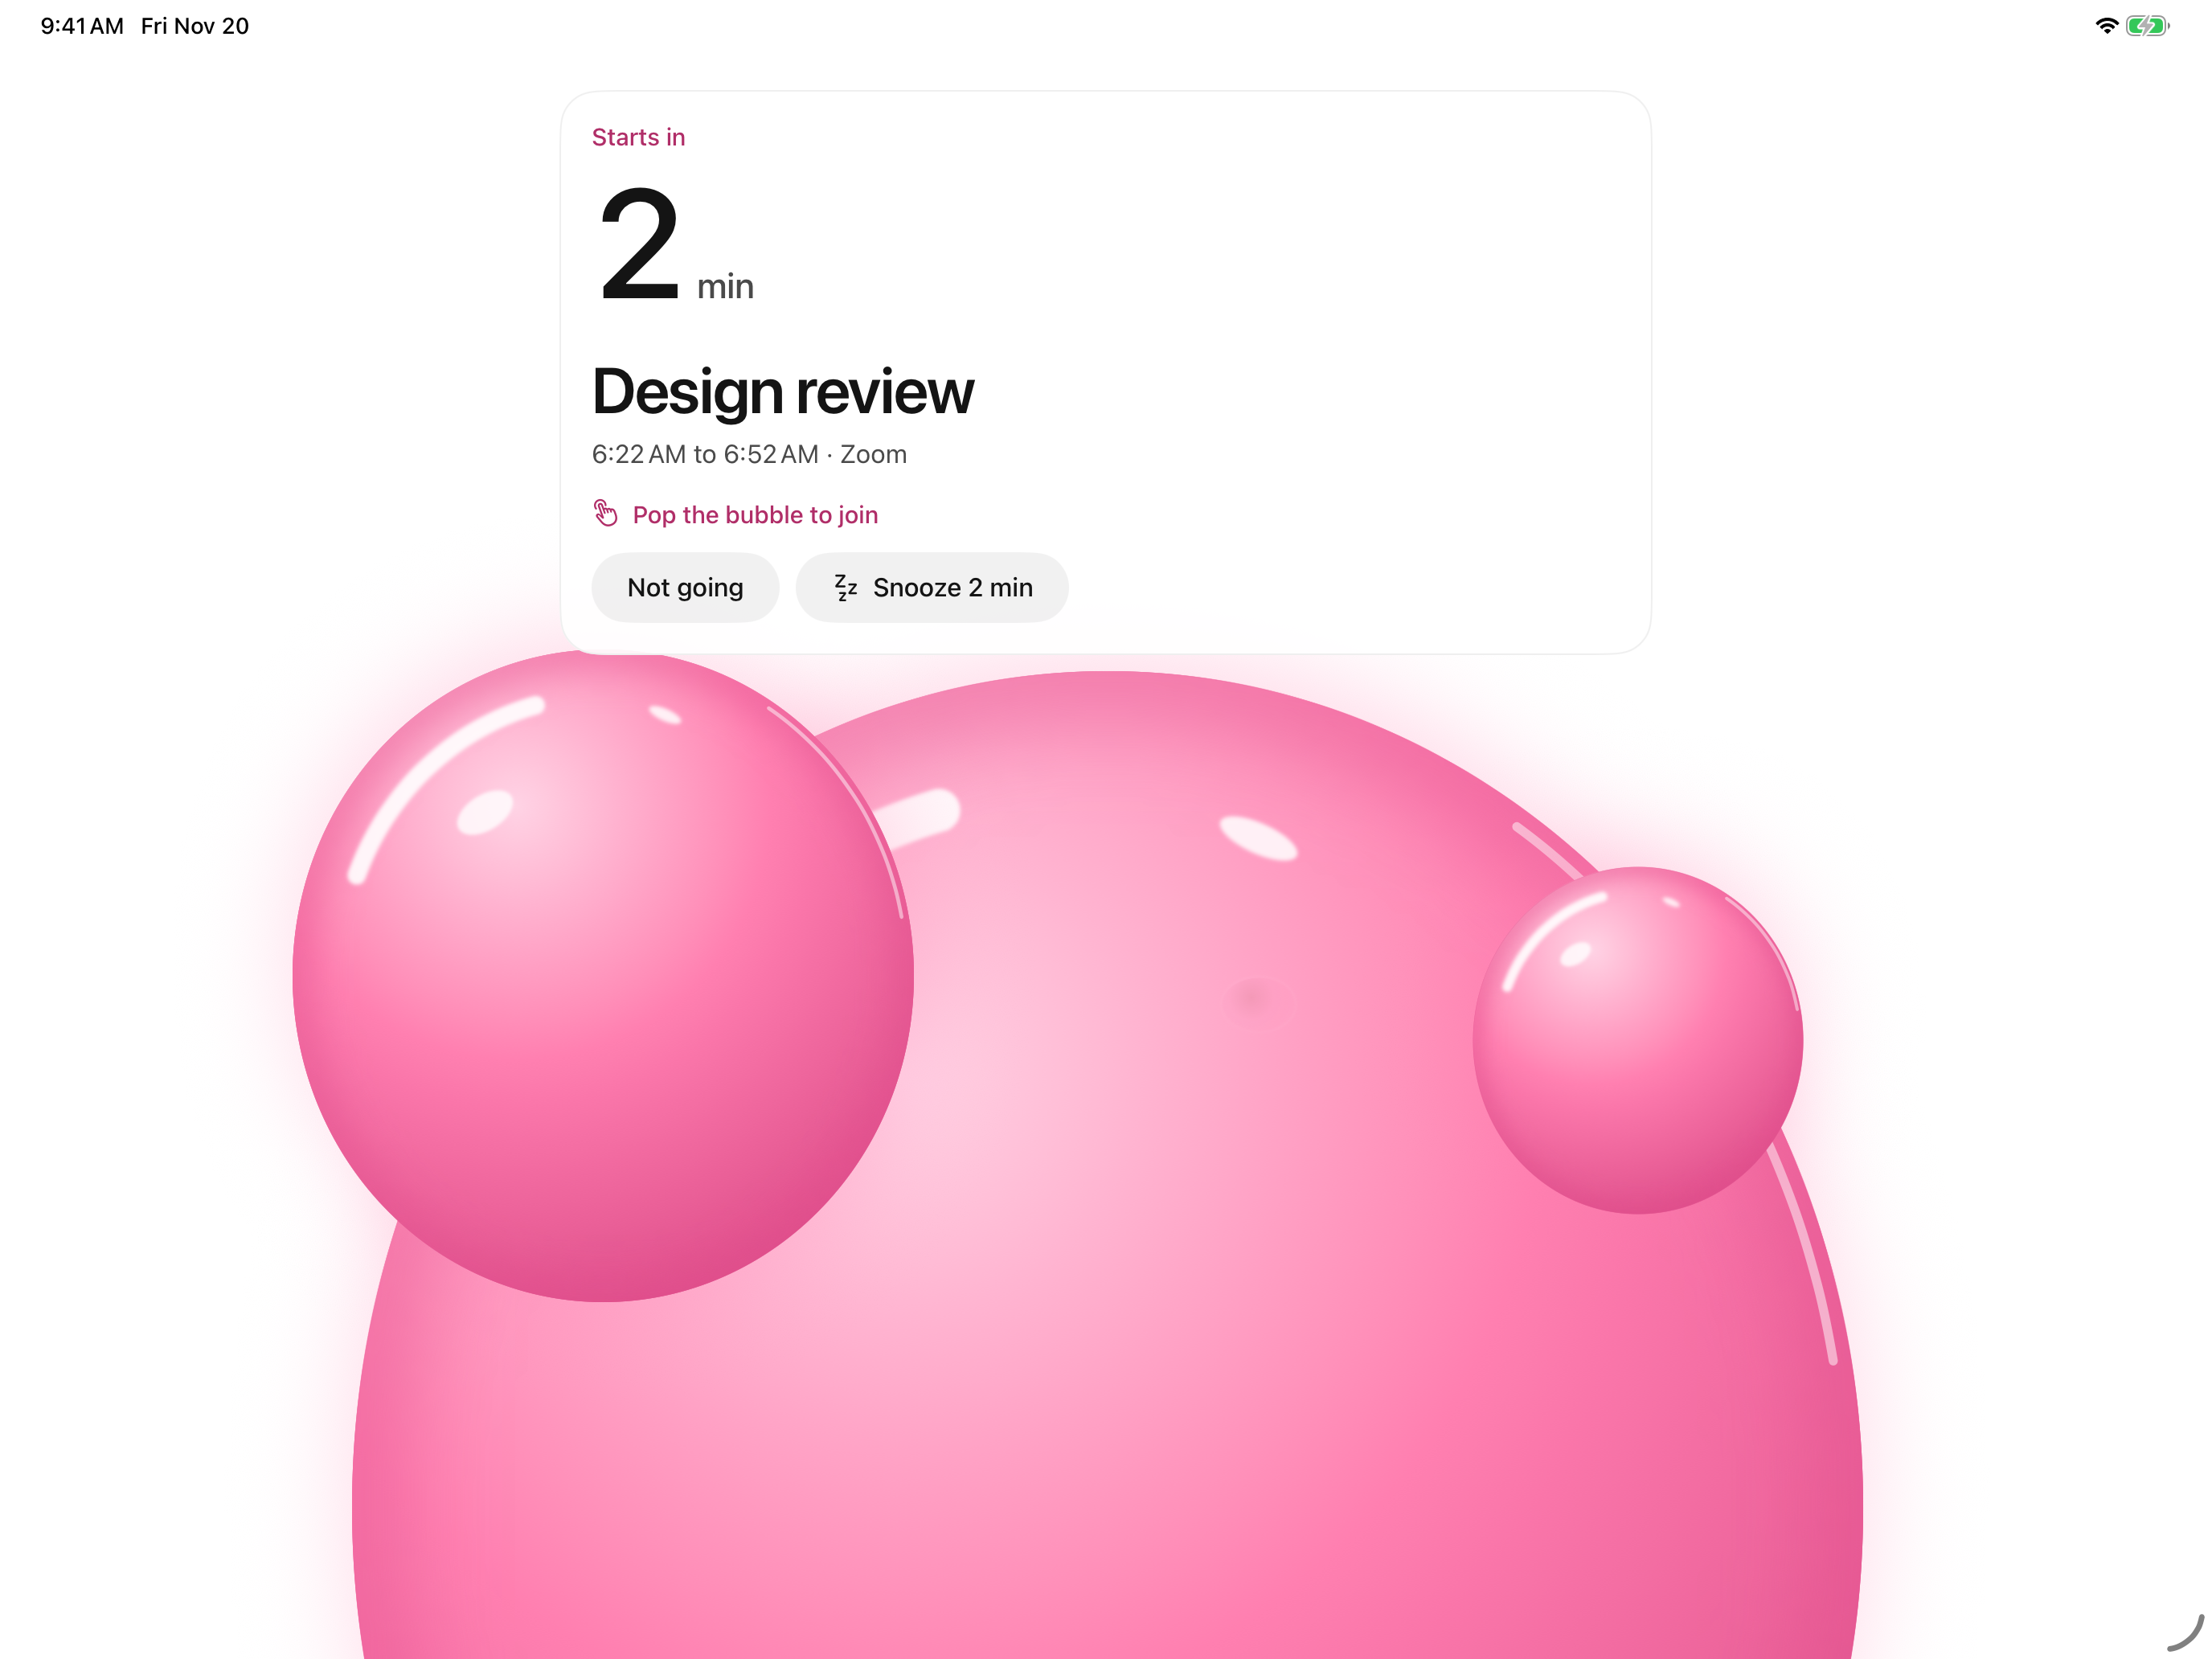 9:41 AM Fri Nov 20
Starts in
2 min
Design review
6:22 AM to 6:52 AM · Zoom
Pop the bubble to join
Not going
Snooze 2 min